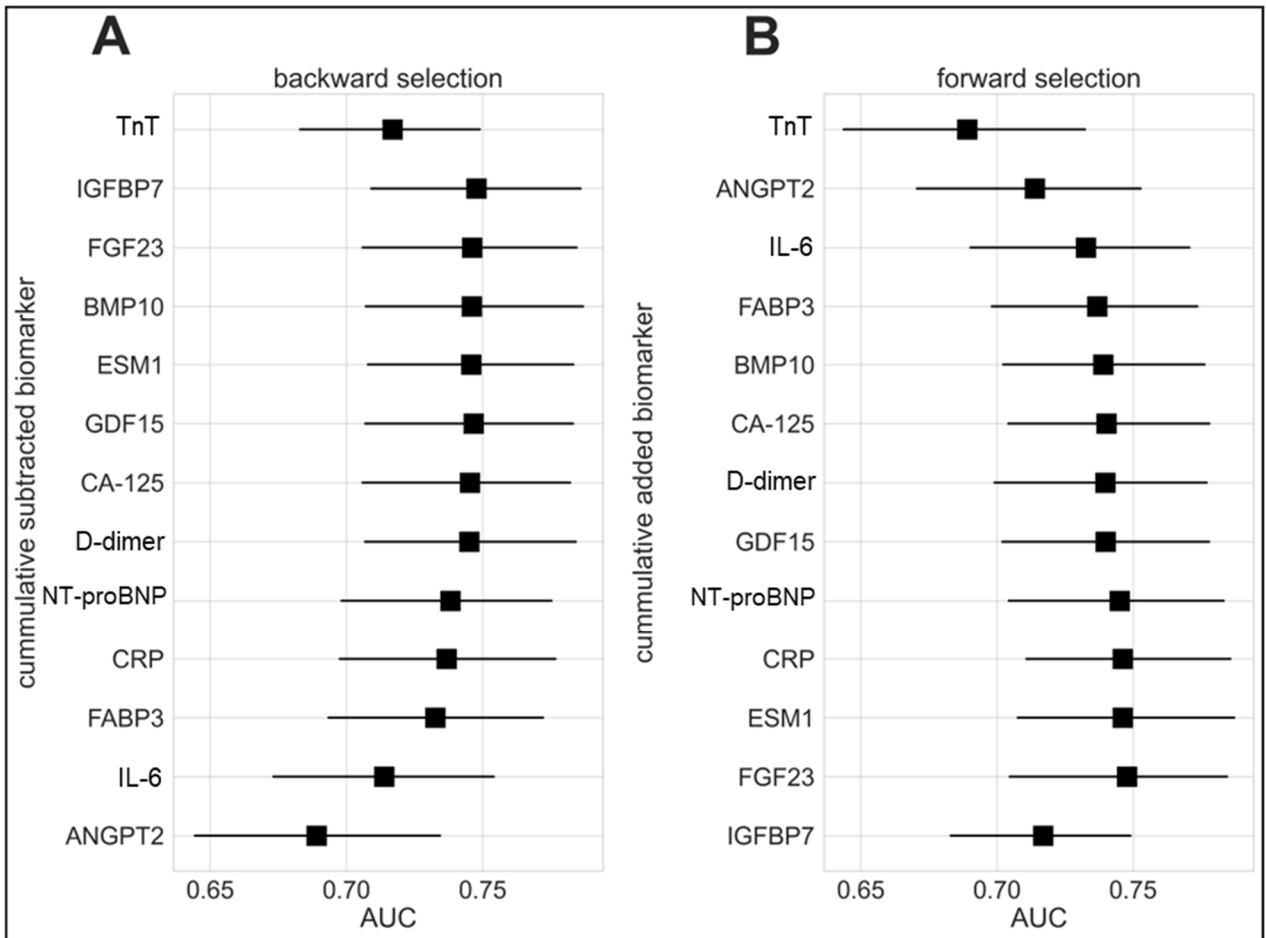 A
backward selection
cummulative subtracted biomarker
TnT
IGFBP7
FGF23
BMP10
ESM1
GDF15
CA-125
D-dimer
NT-proBNP
CRP
FABP3
IL-6
ANGPT2
0.65 0.70 0.75
AUC
B
forward selection
cummulative added biomarker
TnT
ANGPT2
IL-6
FABP3
BMP10
CA-125
D-dimer
GDF15
NT-proBNP
CRP
ESM1
FGF23
IGFBP7
0.65 0.70 0.75
AUC